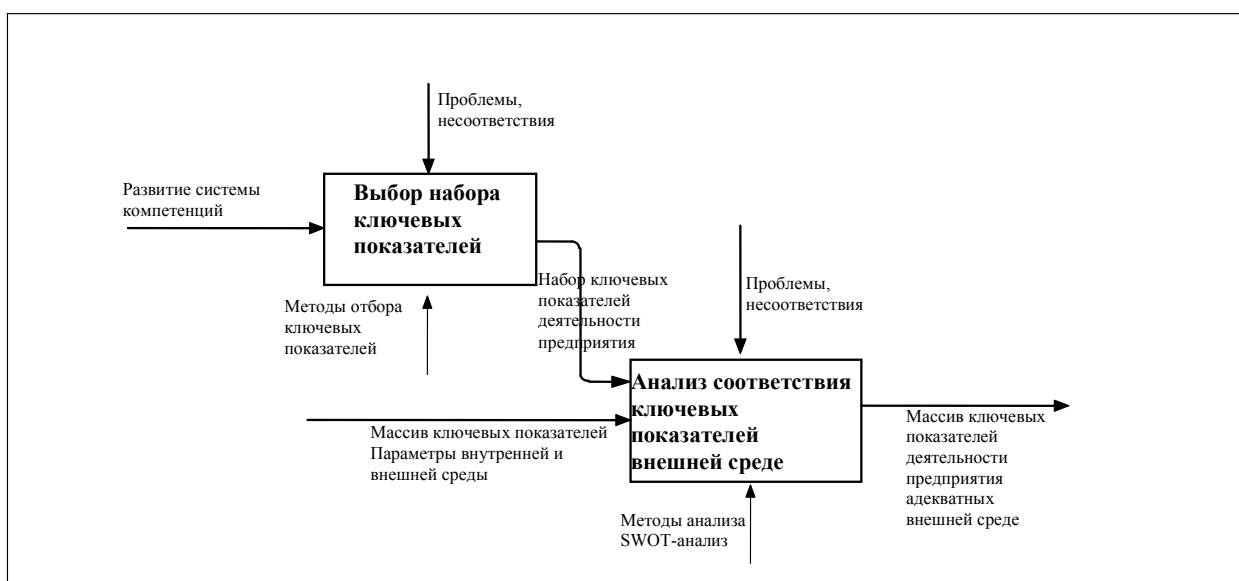 Проблемы,
несоответствия
Развитие системы
компетенций
Выбор набора
ключевых
показателей
Методы отбора
ключевых
показателей
Набор ключевых
показателей
деятельности
предприятия
Проблемы,
несоответствия
Массив ключевых показателей
Параметры внутренней и
внешней среды
Анализ соответствия
ключевых
показателей
внешней среде
Массив ключевых
показателей
деятельности
предприятия
адекватных
внешней среде
Методы анализа
SWOT-анализ